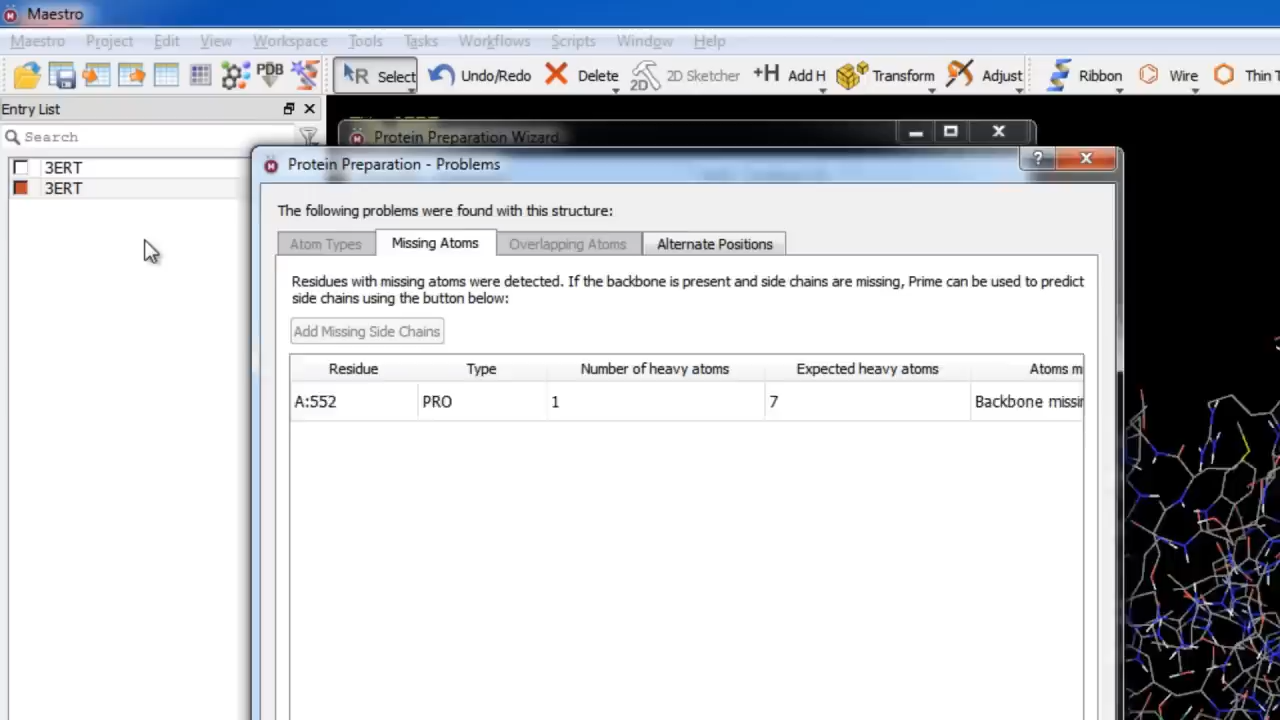 Maestro
Maestro Project Edit View Workspace Tools Tasks Workflows Scripts Window Help
PDB Select Undo/Redo Delete 2D 2D Sketcher +H Add H Transform Adjust Ribbon Wire Thin
Entry List
Search
Protein Preparation Wizard
3ERT
3ERT
Protein Preparation - Problems
The following problems were found with this structure:
Atom Types Missing Atoms Overlapping Atoms Alternate Positions
Residues with missing atoms were detected. If the backbone is present and side chains are missing, Prime can be used to predict
side chains using the button below:
Add Missing Side Chains
Residue Type Number of heavy atoms Expected heavy atoms Atoms m
A:552 PRO 1 7 Backbone missin